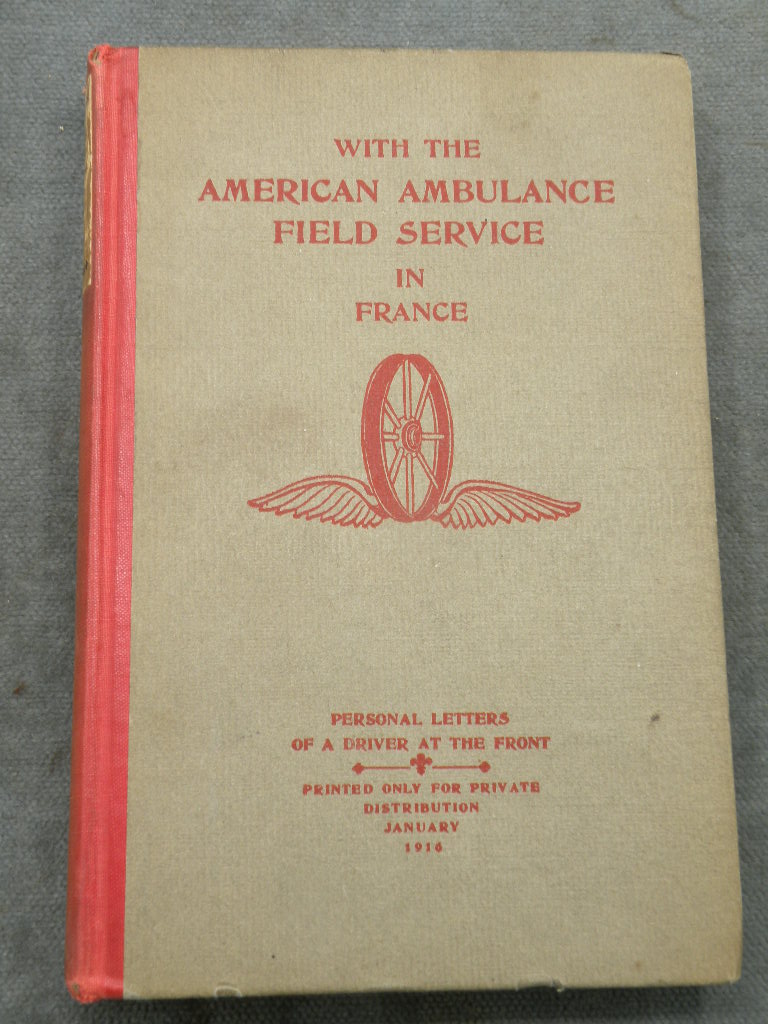 WITH THE
AMERICAN AMBULANCE
FIELD SERVICE
IN
FRANCE
PERSONAL LETTERS
OF A DRIVER AT THE FRONT
PRINTED ONLY FOR PRIVATE
DISTRIBUTION
JANUARY
1916